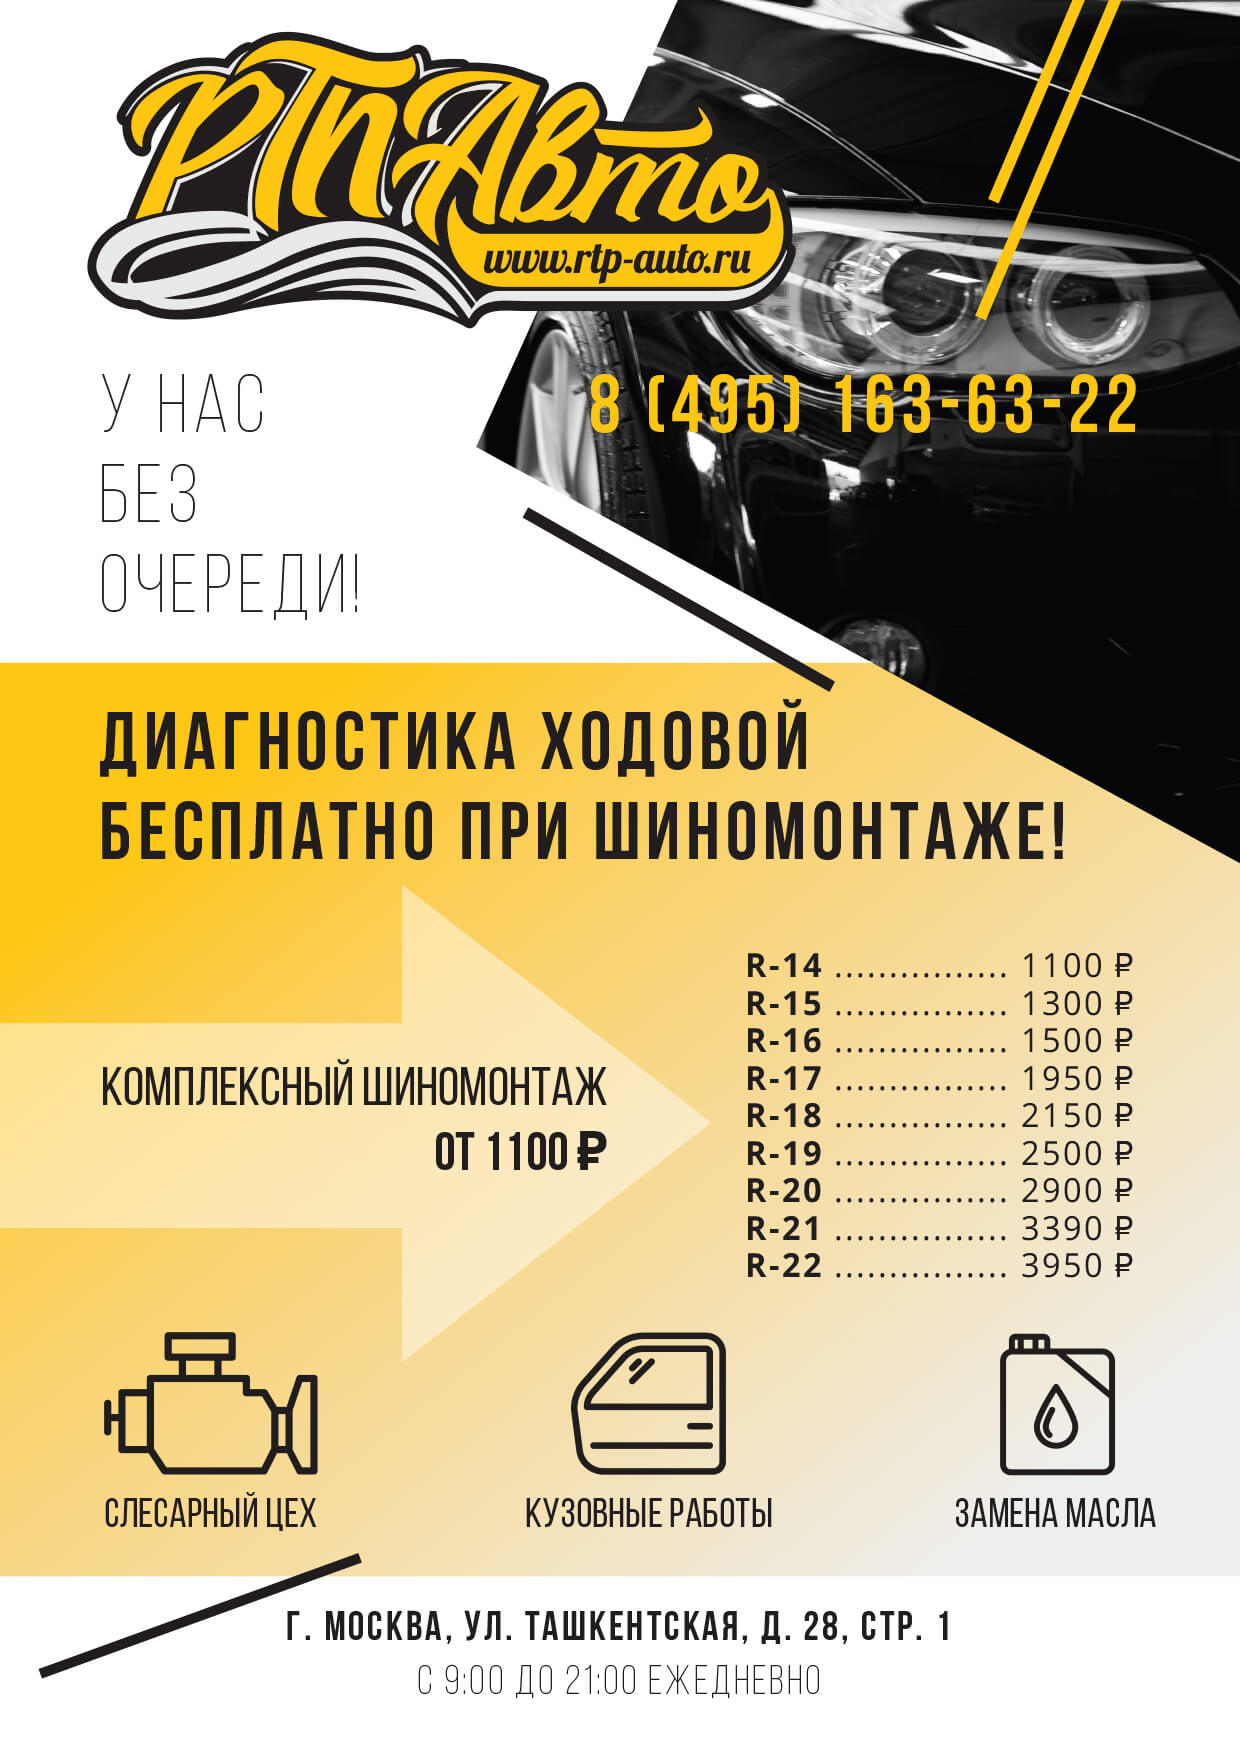 РТП Авто
www.rtp-auto.ru
8 (495) 163-63-22
У НАС
БЕЗ
ОЧЕРЕДИ!
ДИАГНОСТИКА ХОДОВОЙ
БЕСПЛАТНО ПРИ ШИНОМОНТАЖЕ!
КОМПЛЕКСНЫЙ ШИНОМОНТАЖ
ОТ 1100 ₽
R-14 ................ 1100 ₽
R-15 ................ 1300 ₽
R-16 ................ 1500 ₽
R-17 ................ 1950 ₽
R-18 ................ 2150 ₽
R-19 ................ 2500 ₽
R-20 ................ 2900 ₽
R-21 ................ 3390 ₽
R-22 ................ 3950 ₽
СЛЕСАРНЫЙ ЦЕХ
КУЗОВНЫЕ РАБОТЫ
ЗАМЕНА МАСЛА
Г. МОСКВА, УЛ. ТАШКЕНТСКАЯ, Д. 28, СТР. 1
С 9:00 ДО 21:00 ЕЖЕДНЕВНО